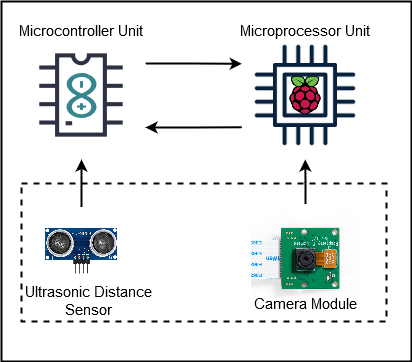 Microcontroller Unit
Microprocessor Unit
Ultrasonic Distance
Sensor
Camera Module